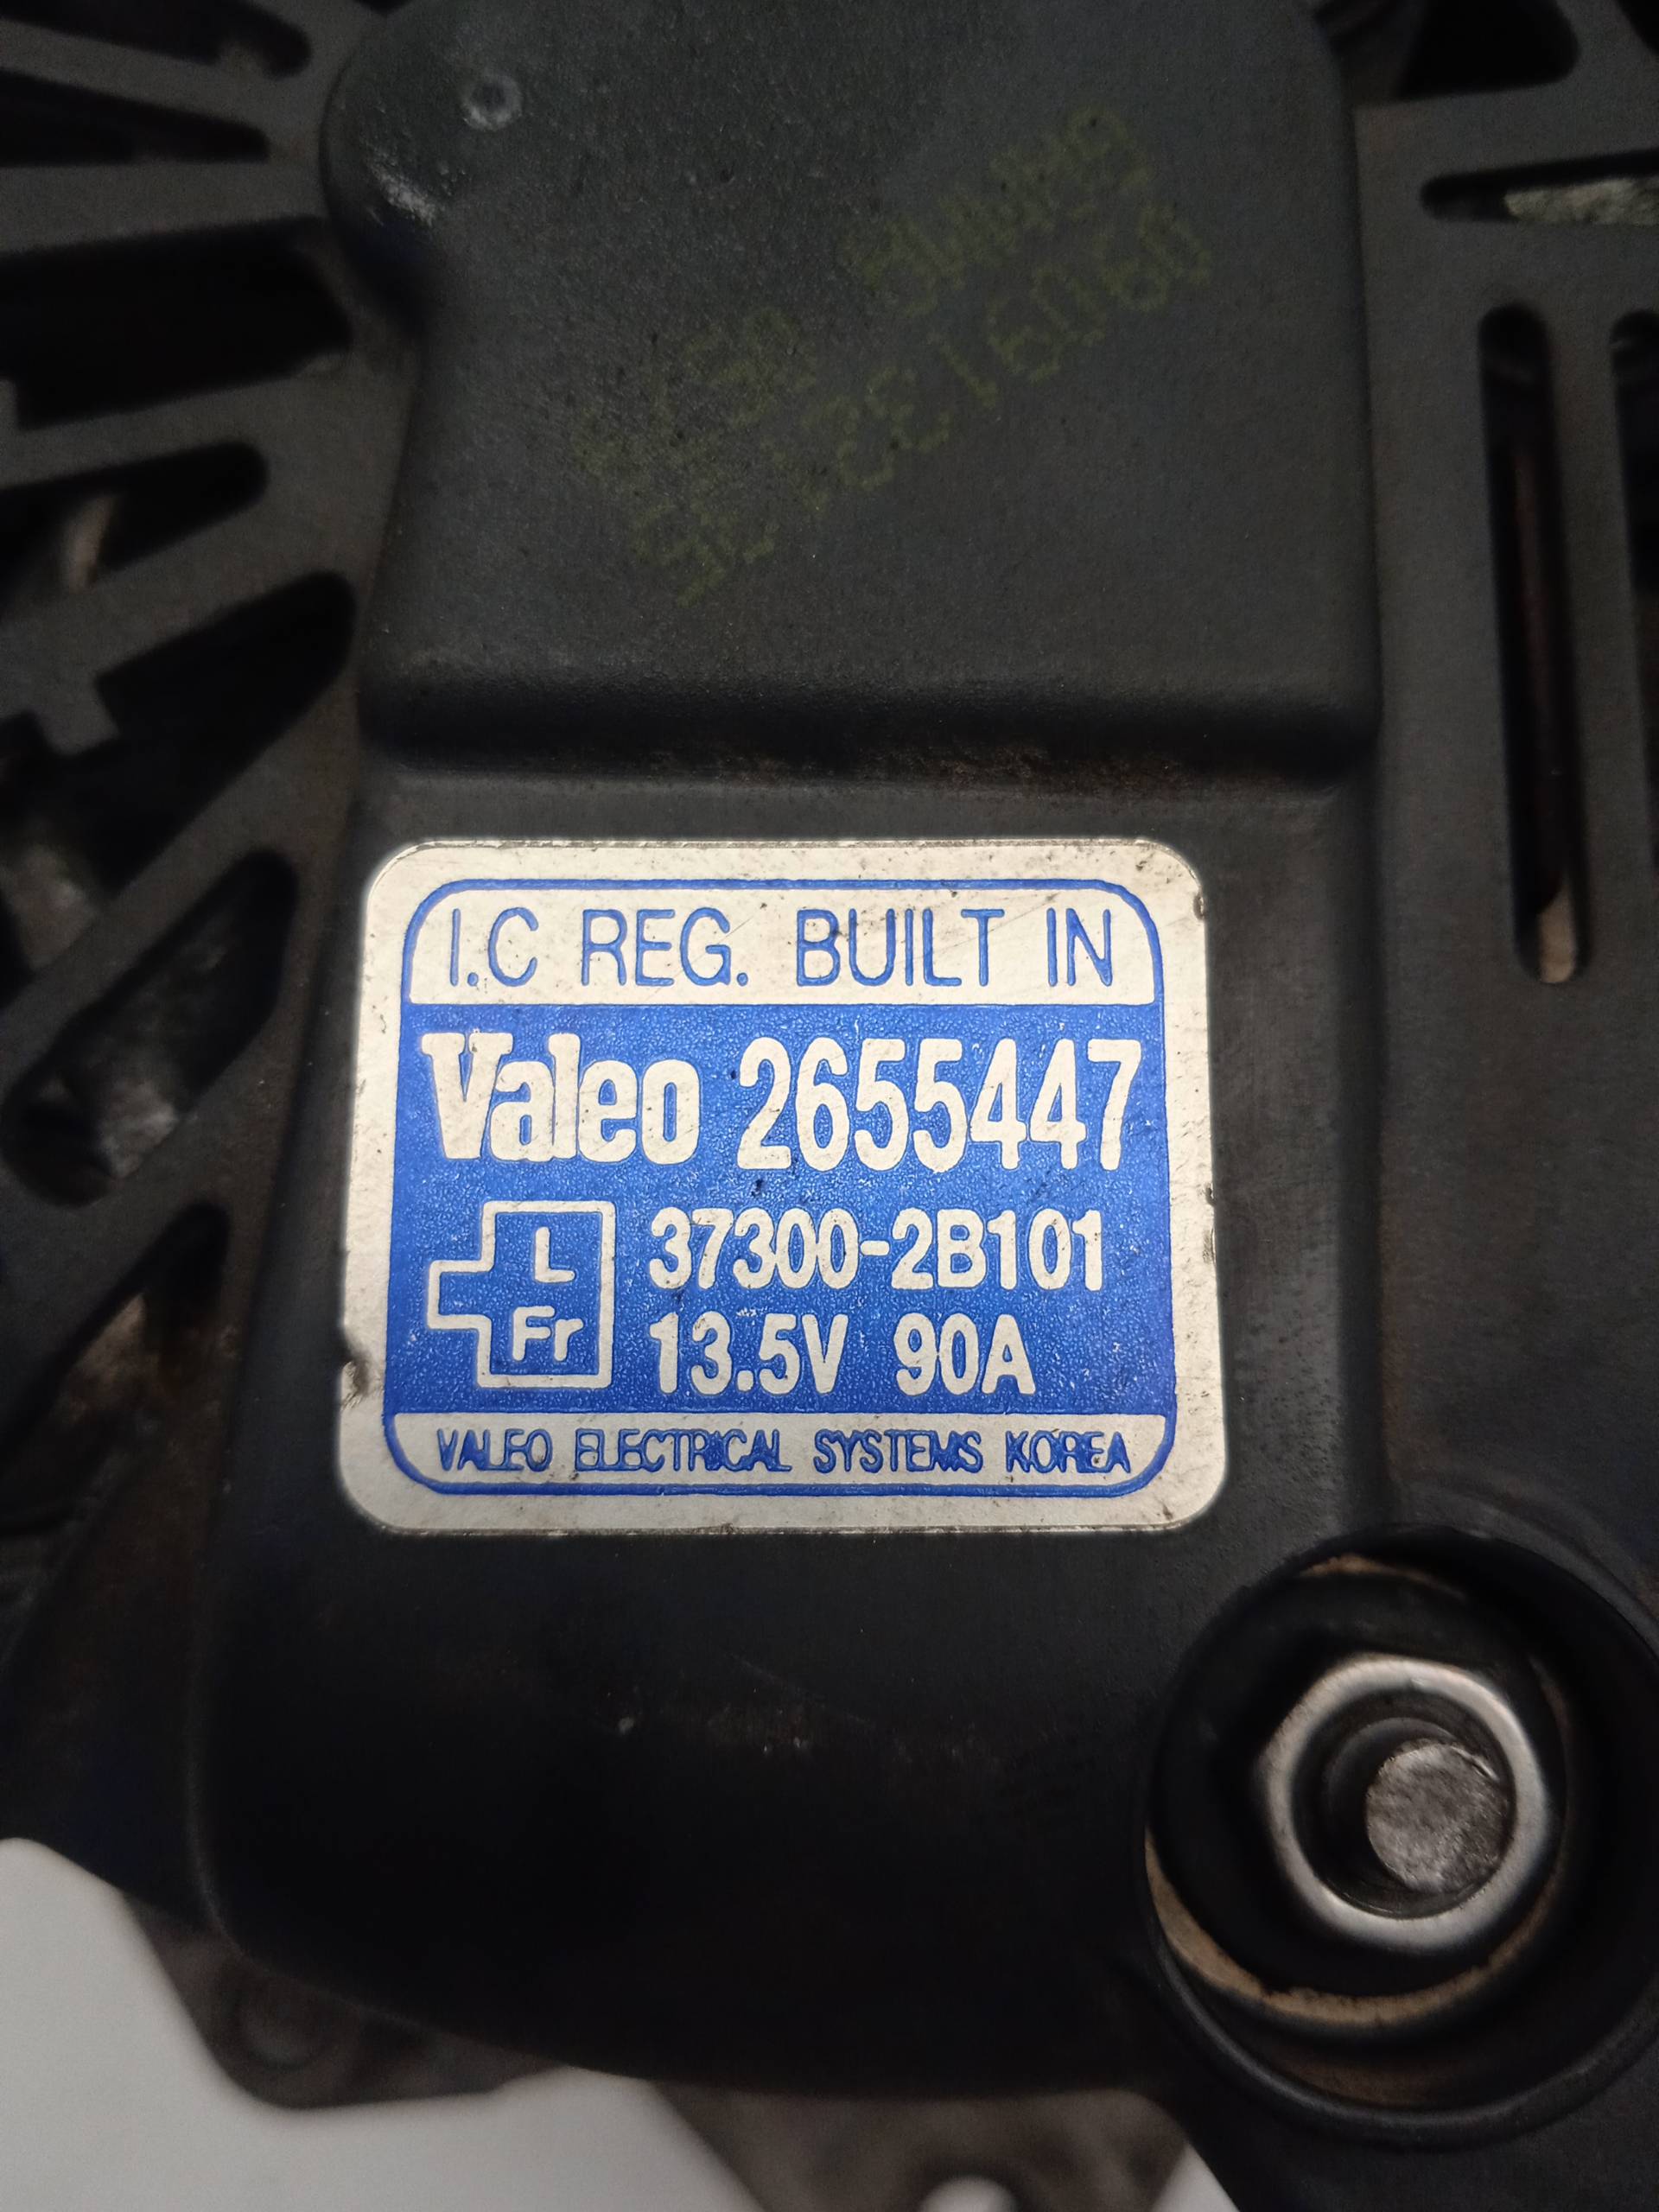 I.C REG. BUILT IN
Valeo 2655447
L
Fr
37300-2B101
13.5V 90A
VALEO ELECTRICAL SYSTEMS KOREA